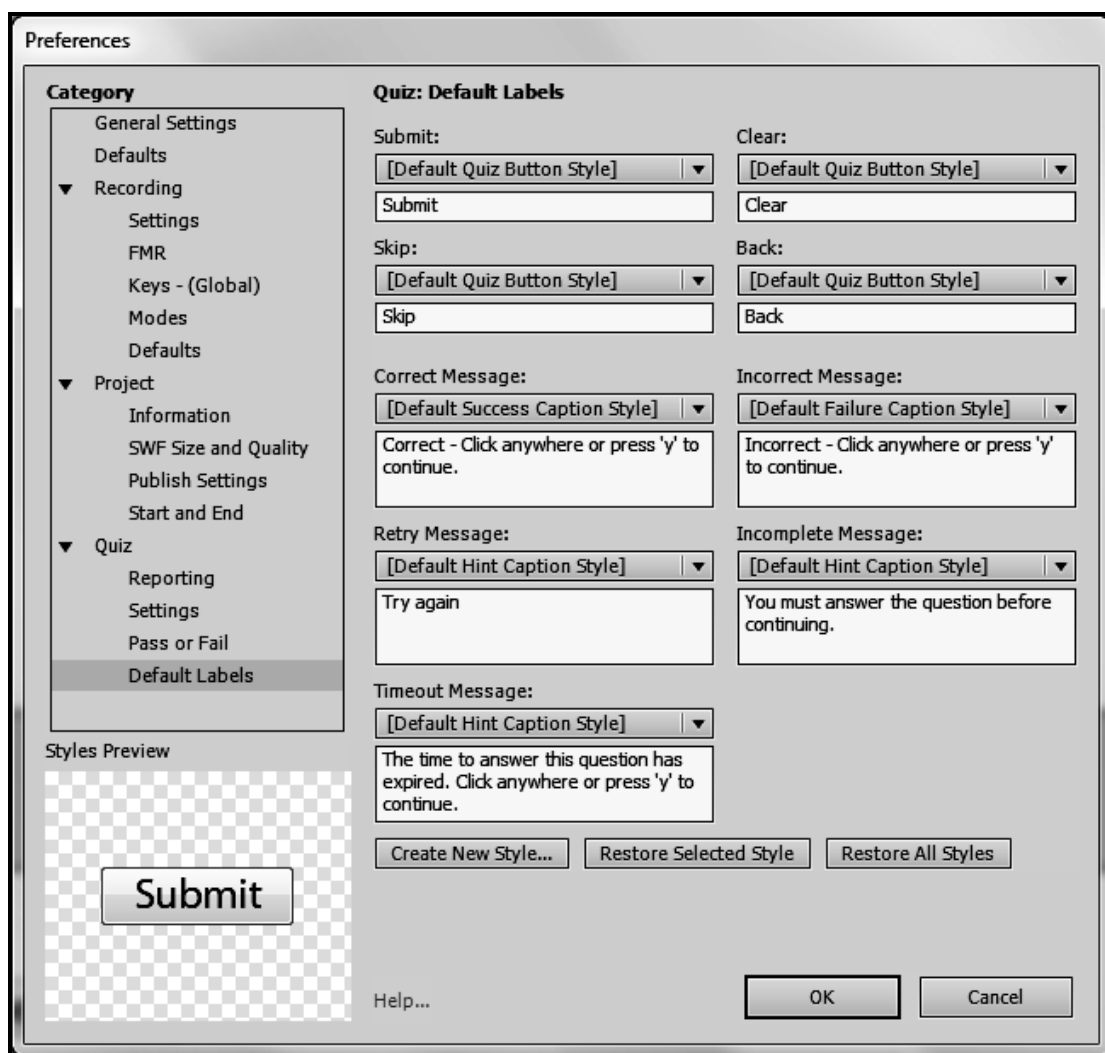 Preferences
Category
General Settings
Defaults
Recording
Settings
FMR
Keys - (Global)
Modes
Defaults
Project
Information
SWF Size and Quality
Publish Settings
Start and End
Quiz
Reporting
Settings
Pass or Fail
Default Labels
Styles Preview
Submit
Quiz: Default Labels
Submit:
[Default Quiz Button Style]
Submit
Clear:
[Default Quiz Button Style]
Clear
Skip:
[Default Quiz Button Style]
Skip
Back:
[Default Quiz Button Style]
Back
Correct Message:
[Default Success Caption Style]
Correct - Click anywhere or press 'y' to
continue.
Incorrect Message:
[Default Failure Caption Style]
Incorrect - Click anywhere or press 'y'
to continue.
Retry Message:
[Default Hint Caption Style]
Try again
Incomplete Message:
[Default Hint Caption Style]
You must answer the question before
continuing.
Timeout Message:
[Default Hint Caption Style]
The time to answer this question has
expired. Click anywhere or press 'y' to
continue.
Create New Style...
Restore Selected Style
Restore All Styles
Help...
OK
Cancel